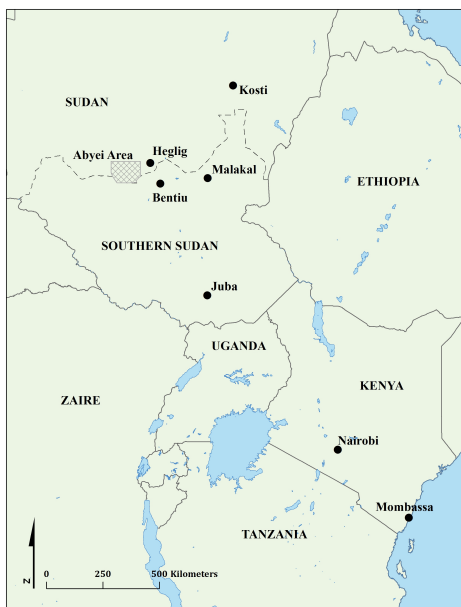 Kosti
SUDAN
Abyei Area
Heglig
Malakal
ETHIOPIA
Bentiu
SOUTHERN SUDAN
Juba
UGANDA
KENYA
ZAIRE
Nairobi
Mombassa
TANZANIA
N
0 250 500 Kilometers